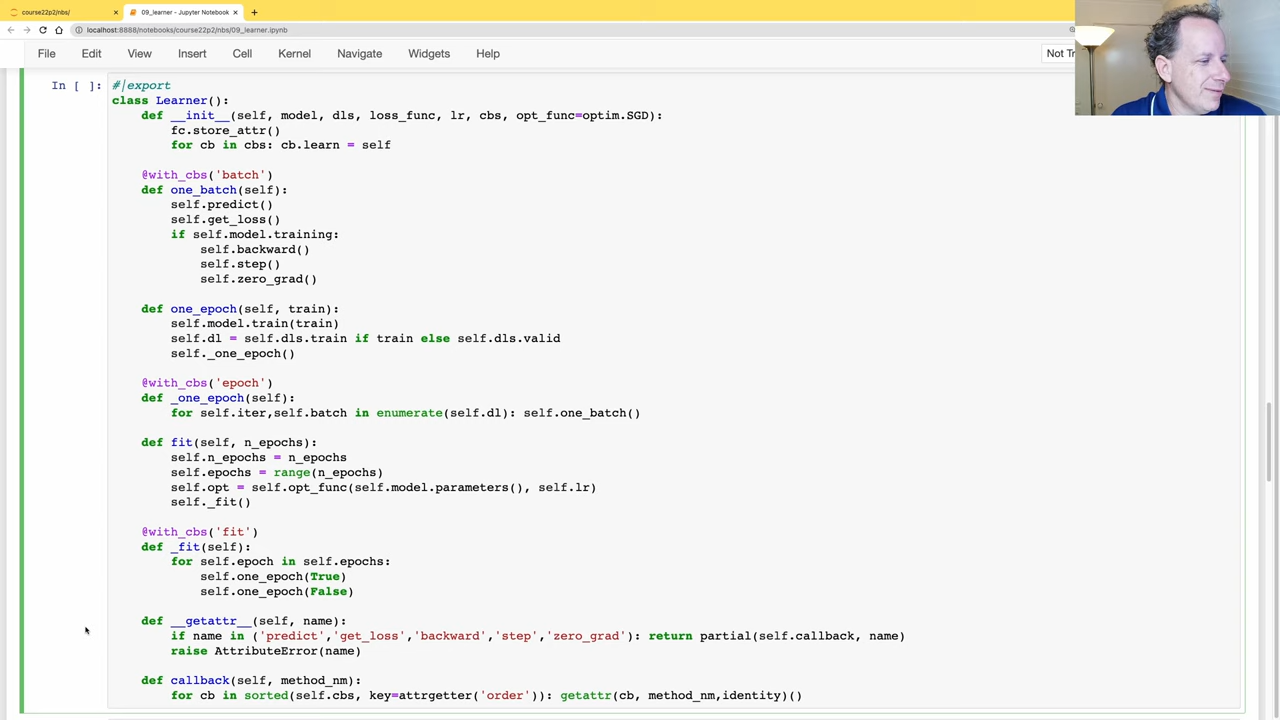 course22p2/nbs/
09_learner - Jupyter Notebook
localhost:8888/notebooks/course22p2/nbs/09_learner.ipynb
File Edit View Insert Cell Kernel Navigate Widgets Help
Not Tr
In [ ]:
#|export
class Learner():
    def __init__(self, model, dls, loss_func, lr, cbs, opt_func=optim.SGD):
        fc.store_attr()
        for cb in cbs: cb.learn = self
    @with_cbs('batch')
    def one_batch(self):
        self.predict()
        self.get_loss()
        if self.model.training:
            self.backward()
            self.step()
            self.zero_grad()
    def one_epoch(self, train):
        self.model.train(train)
        self.dl = self.dls.train if train else self.dls.valid
        self._one_epoch()
    @with_cbs('epoch')
    def _one_epoch(self):
        for self.iter,self.batch in enumerate(self.dl): self.one_batch()
    def fit(self, n_epochs):
        self.n_epochs = n_epochs
        self.epochs = range(n_epochs)
        self.opt = self.opt_func(self.model.parameters(), self.lr)
        self._fit()
    @with_cbs('fit')
    def _fit(self):
        for self.epoch in self.epochs:
            self.one_epoch(True)
            self.one_epoch(False)
    def __getattr__(self, name):
        if name in ('predict','get_loss','backward','step','zero_grad'): return partial(self.callback, name)
        raise AttributeError(name)
    def callback(self, method_nm):
        for cb in sorted(self.cbs, key=attrgetter('order')): getattr(cb, method_nm,identity)()